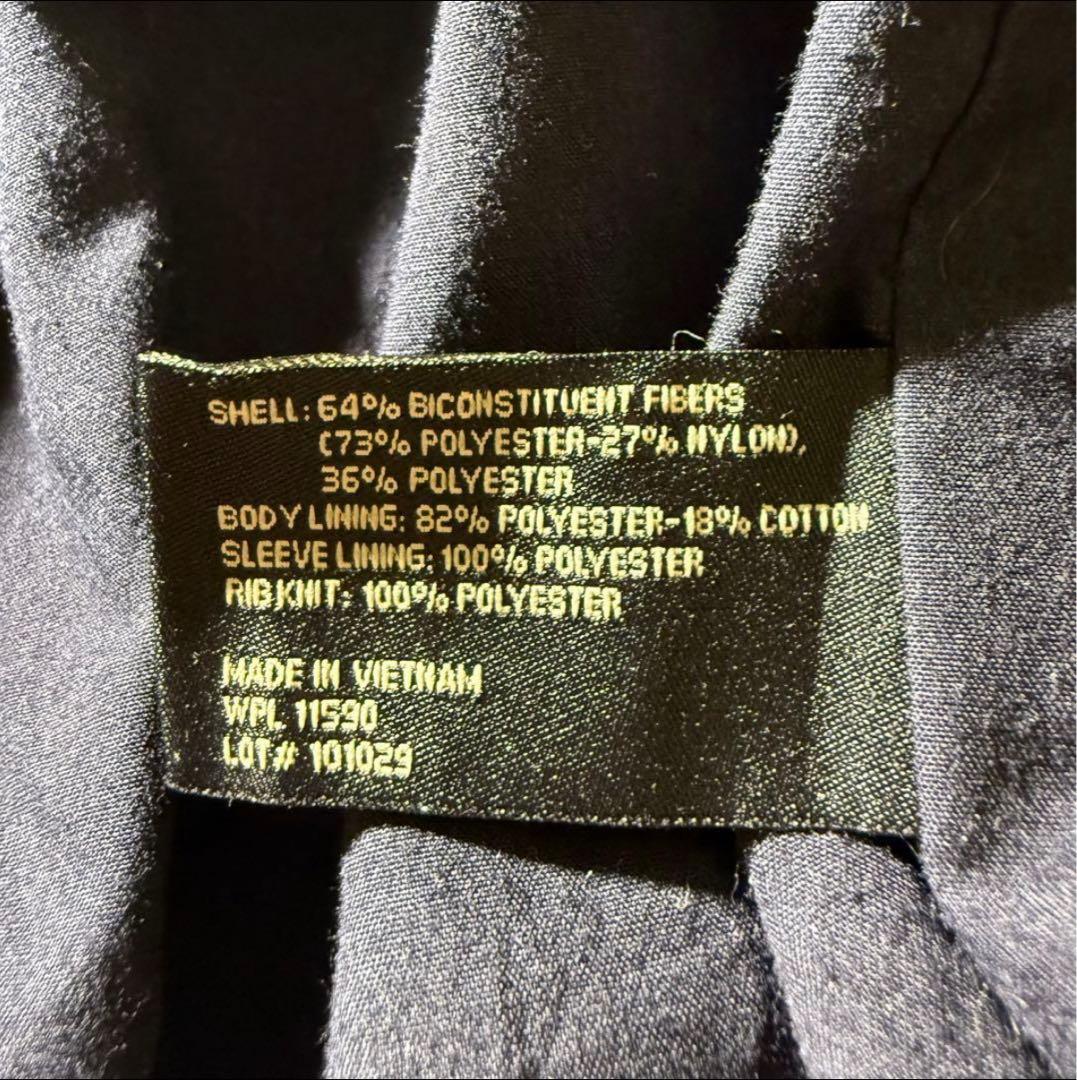 SHELL: 64% BICONSTITUENT FIBERS
(73% POLYESTER-27% NYLON),
36% POLYESTER
BODY LINING: 82% POLYESTER-18% COTTON
SLEEVE LINING: 100% POLYESTER
RIB KNIT: 100% POLYESTER
MADE IN VIETNAM
WPL 11590
LOT# 101029